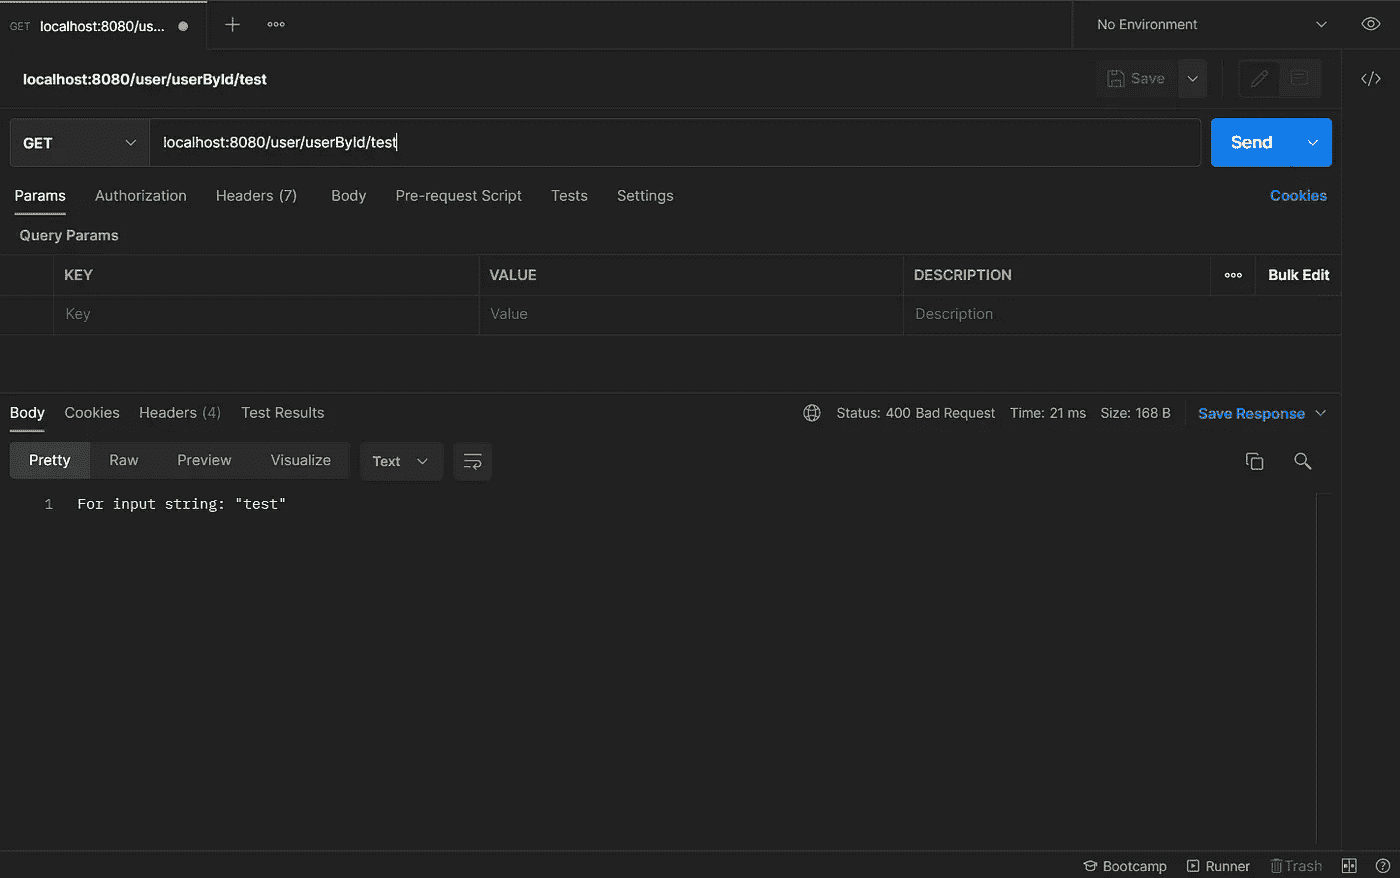 GET localhost:8080/us...
No Environment
localhost:8080/user/userById/test
Save
GET
localhost:8080/user/userById/test
Send
Params Authorization Headers (7) Body Pre-request Script Tests Settings Cookies
Query Params
KEY VALUE DESCRIPTION Bulk Edit
Key Value Description
Body Cookies Headers (4) Test Results Status: 400 Bad Request Time: 21 ms Size: 168 B Save Response
Pretty Raw Preview Visualize Text
1 For input string: "test"
Bootcamp Runner Trash